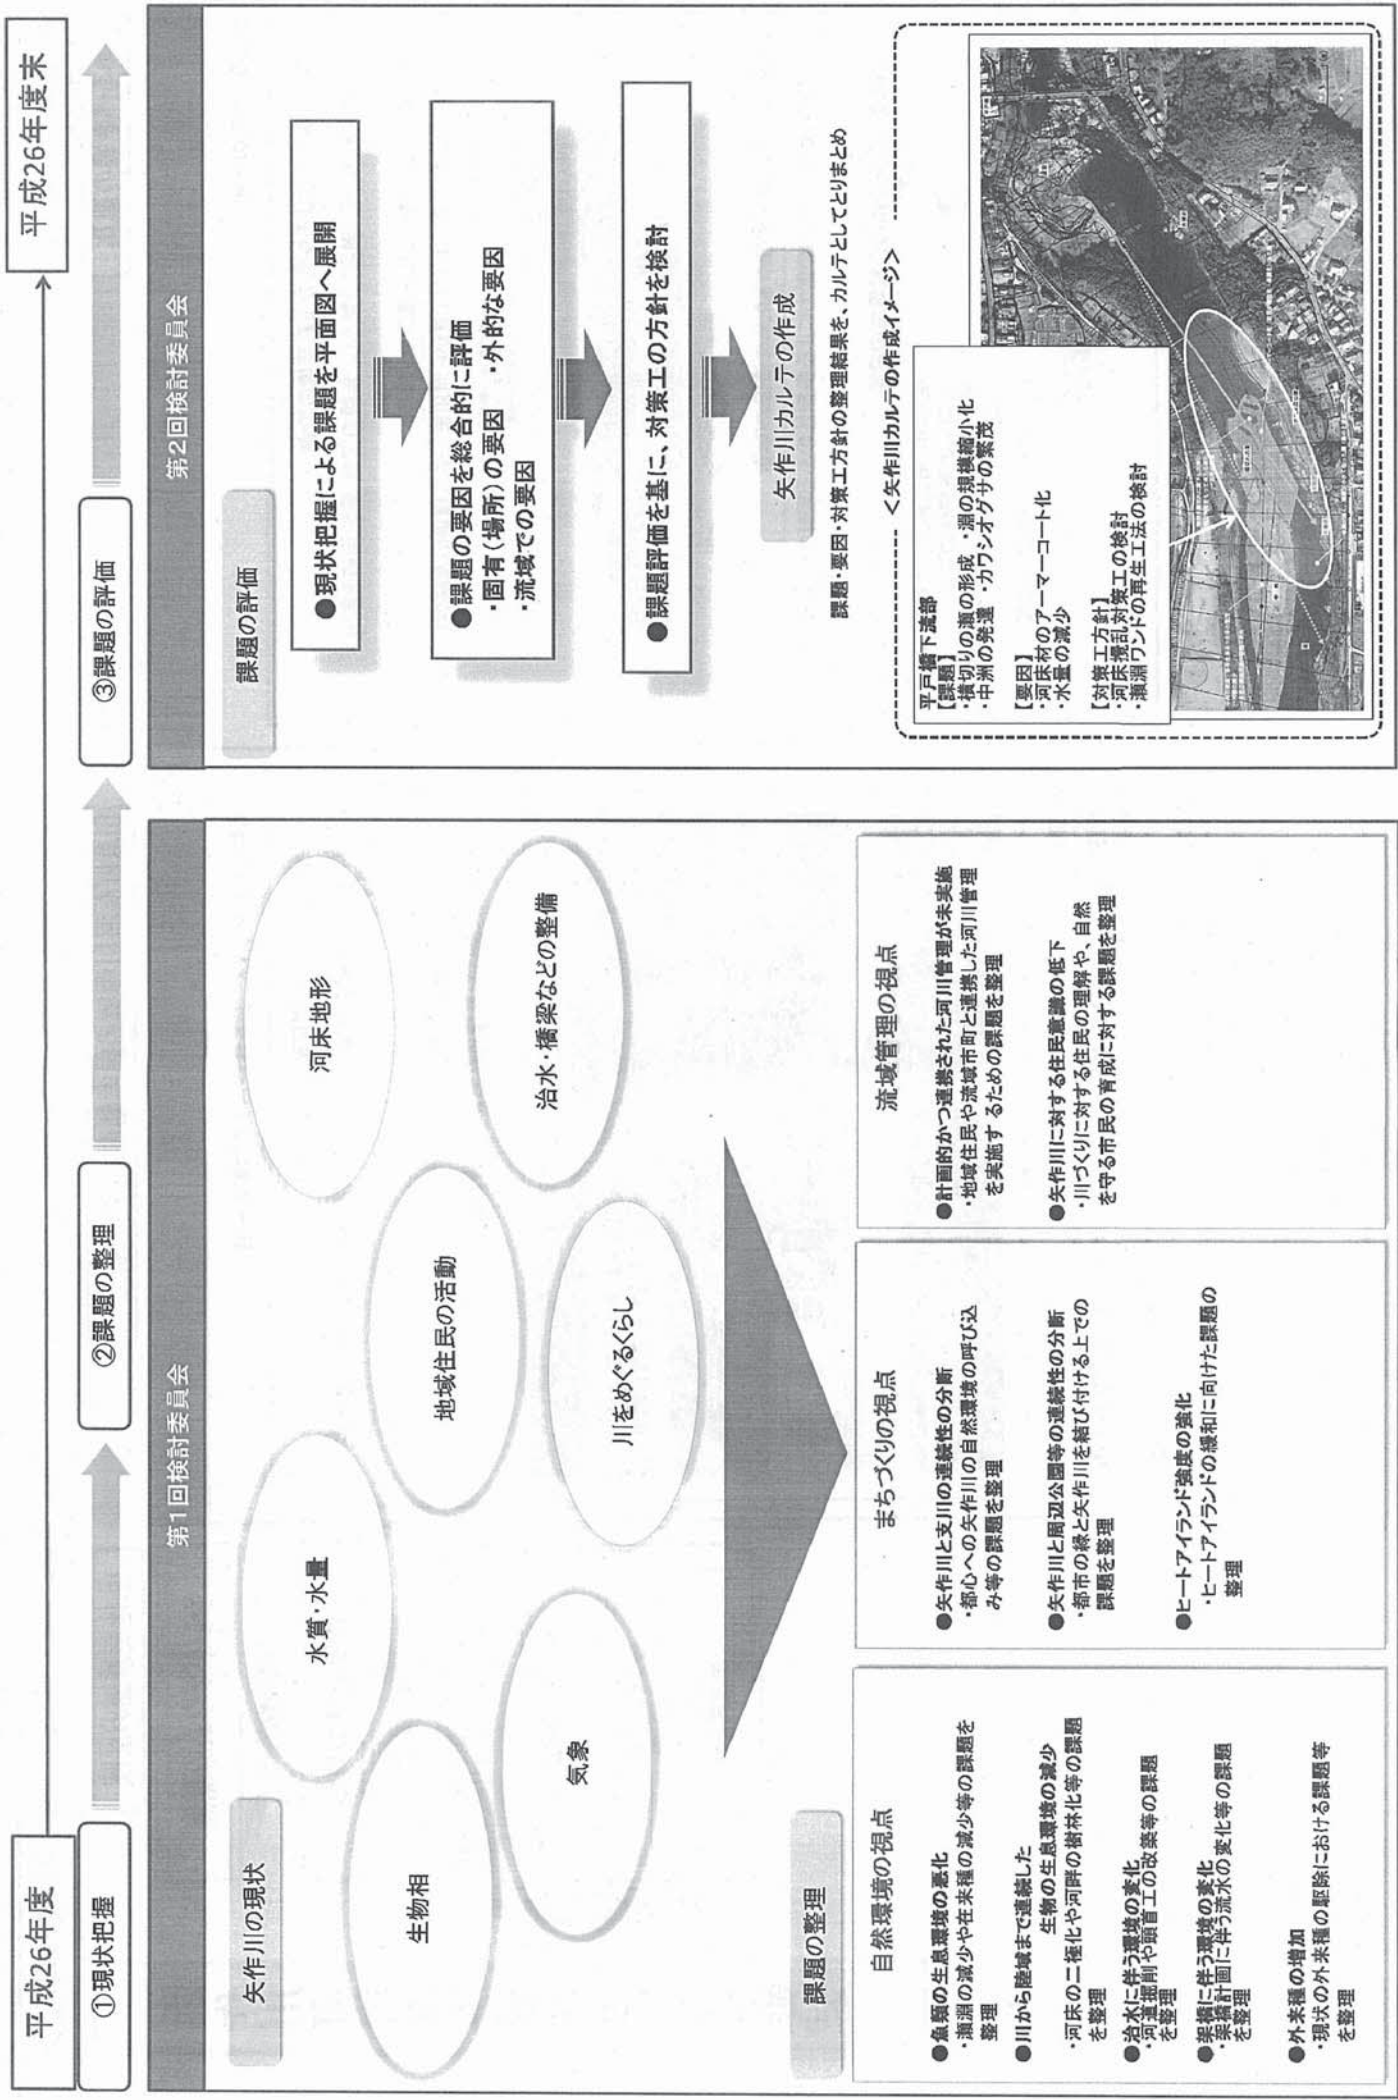 平成26年度
平成26年度末
①現状把握
②課題の整理
③課題の評価
第1回検討委員会
矢作川の現状
生物相
水質・水量
気象
地域住民の活動
川をめぐるくらし
河床地形
治水・橋梁などの整備
課題の整理
自然環境の視点
●魚類の生息環境の悪化
・瀬淵の減少や在来種の減少等の課題を
整理
●川から陸域まで連続した
生物の生息環境の減少
・河床の二極化や河畔の樹林化等の課題
を整理
●治水に伴う環境の変化
・河道掘削や頭首工の改築等の課題
を整理
●架橋に伴う環境の変化
・架橋計画に伴う流水の変化等の課題
を整理
●外来種の増加
・現状の外来種の駆除における課題等
を整理
まちづくりの視点
●矢作川と支川の連続性の分断
・都心への矢作川の自然環境の呼び込
み等の課題を整理
●矢作川と周辺公園等の連続性の分断
・都市の緑と矢作川を結び付ける上での
課題を整理
●ヒートアイランド強度の強化
・ヒートアイランドの緩和に向けた課題の
整理
流域管理の視点
●計画的かつ連携された河川管理が未実施
・地域住民や流域市町と連携した河川管理
を実施するための課題を整理
●矢作川に対する住民意識の低下
・川づくりに対する住民の理解や、自然
を守る市民の育成に対する課題を整理
第2回検討委員会
課題の評価
●現状把握による課題を平面図へ展開
●課題の要因を総合的に評価
・固有(場所)の要因 ・外的な要因
・流域での要因
●課題評価を基に、対策工の方針を検討
矢作川カルテの作成
課題・要因・対策工方針の整理結果を、カルテとしてとりまとめ
<矢作川カルテの作成イメージ>
平戸橋下流部
【課題】
・横切りの瀬の形成 ・淵の規模縮小化
・中洲の発達 ・カワシオグサの繁茂
【要因】
・河床材のアーマーコート化
・水量の減少
【対策工方針】
・河床攪乱対策工の検討
・瀬淵ワンドの再生工法の検討